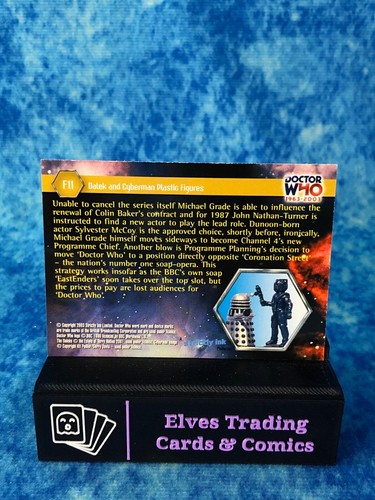 F11
Dalek and Cyberman Plastic Figures
DOCTOR
WHO
1963-2003
Unable to cancel the series itself Michael Grade is able to influence the
renewal of Colin Baker's contract and for 1987 John Nathan-Turner is
instructed to find a new actor to play the lead role. Dunoon-born
actor Sylvester McCoy is the approved choice, shortly before, ironically,
Michael Grade himself moves sideways to become Channel 4's new
Programme Chief. Another blow is Programme Planning's decision to
move 'Doctor Who' to a position directly opposite 'Coronation Street'
– the nation's number one soap-opera. This
strategy works insofar as the BBC's own soap
'EastEnders' soon takes over the top slot, but
the prices to pay are lost audiences for
'Doctor Who'.
Strictly Ink
Elves Trading
Cards & Comics